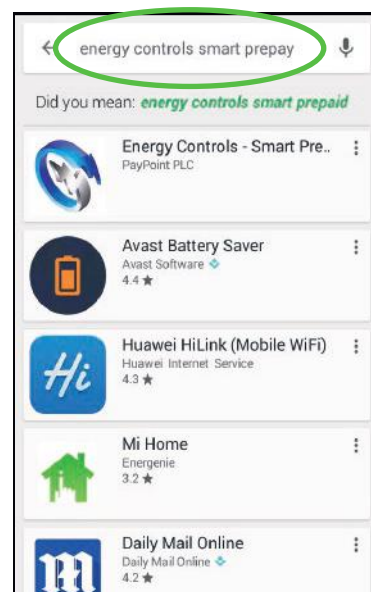 energy controls smart prepay
Did you mean: energy controls smart prepaid
Energy Controls - Smart Pre..
PayPoint PLC
Avast Battery Saver
Avast Software
4.4 ★
Hi
Huawei HiLink (Mobile WiFi)
Huawei Internet Service
4.3 ★
Mi Home
Energenie
3.2 ★
m
Daily Mail Online
Daily Mail Online
4.2 ★